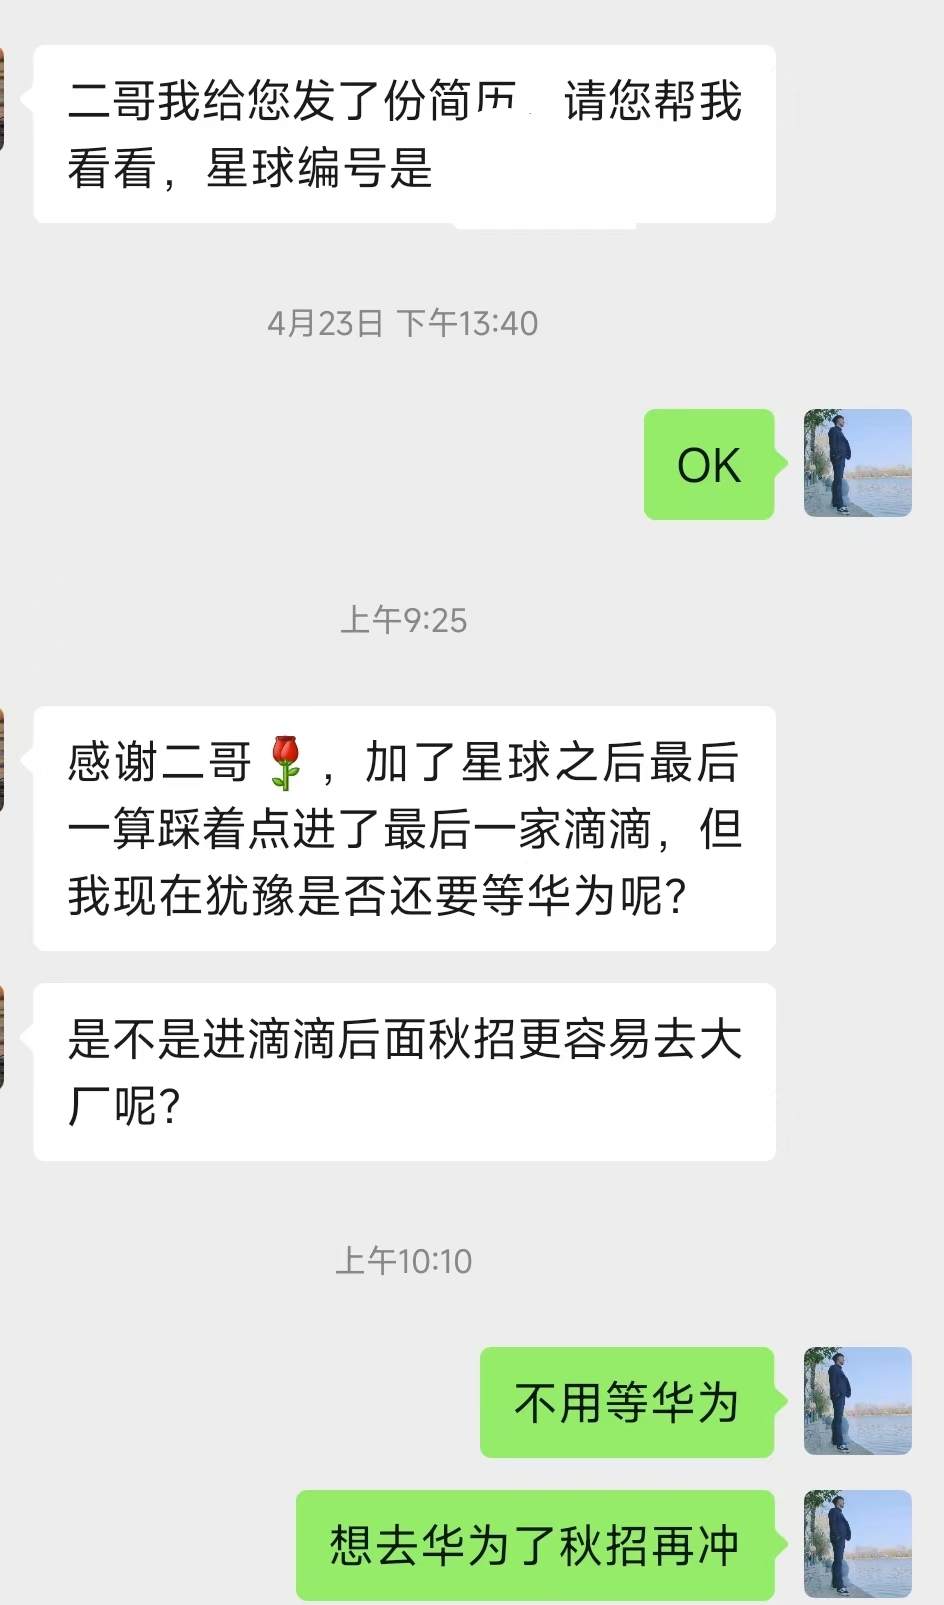 二哥我给您发了份简历 请您帮我
看看，星球编号是
4月23日 下午13:40
OK
上午9:25
感谢二哥🌹，加了星球之后最后
一算踩着点进了最后一家滴滴，但
我现在犹豫是否还要等华为呢？
是不是进滴滴后面秋招更容易去大
厂呢？
上午10:10
不用等华为
想去华为了秋招再冲